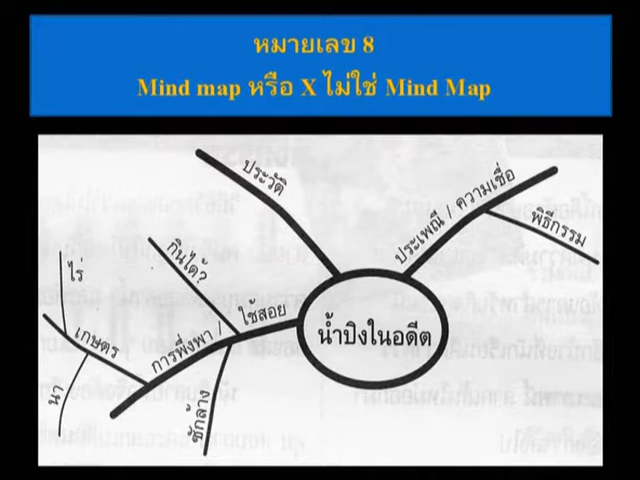 หมายเลข 8
Mind map หรือ X ไม่ใช่ Mind Map
ประวัติ
ประเพณี / ความเชื่อ
พิธีกรรม
กินได้?
ไร่
เกษตร
นา
การพึ่งพา / ใช้สอย
ซักล้าง
น้ำปิงในอดีต